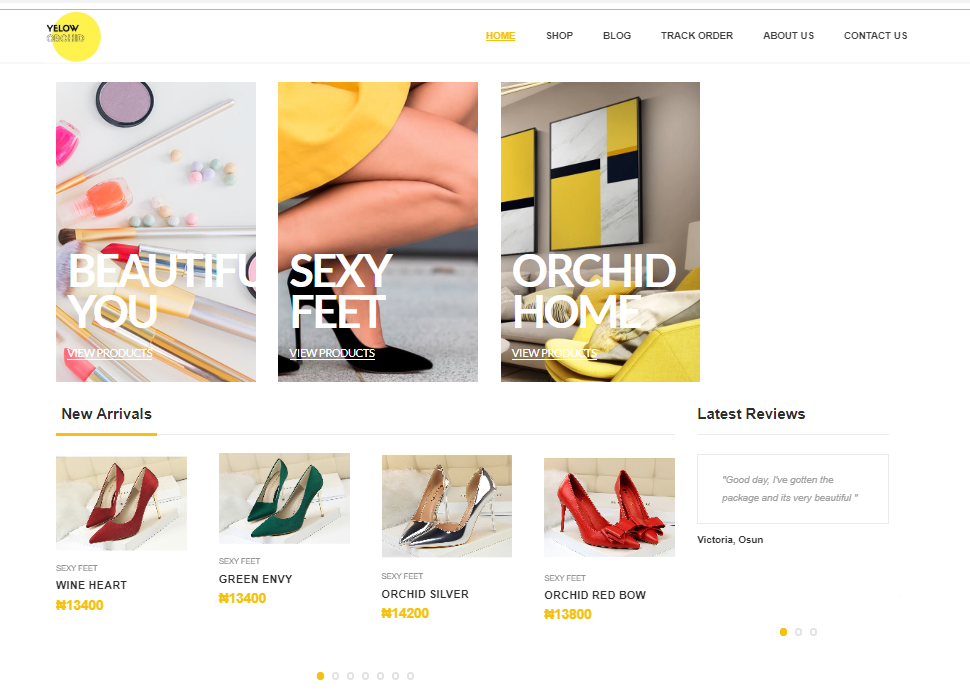 YELOW
ORCHID
HOME
SHOP
BLOG
TRACK ORDER
ABOUT US
CONTACT US
BEAUTIFU
YOU
VIEW PRODUCTS
SEXY
FEET
VIEW PRODUCTS
ORCHID
HOME
VIEW PRODUCTS
New Arrivals
SEXY FEET
WINE HEART
₦13400
SEXY FEET
GREEN ENVY
₦13400
SEXY FEET
ORCHID SILVER
₦14200
SEXY FEET
ORCHID RED BOW
₦13800
Latest Reviews
"Good day, I've gotten the
package and its very beautiful "
Victoria, Osun